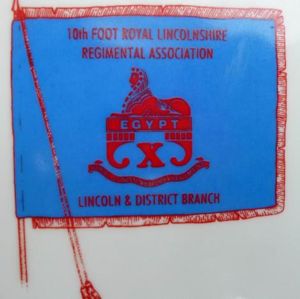 10th FOOT ROYAL LINCOLNSHIRE
REGIMENTAL ASSOCIATION
EGYPT
X
LINCOLN & DISTRICT BRANCH